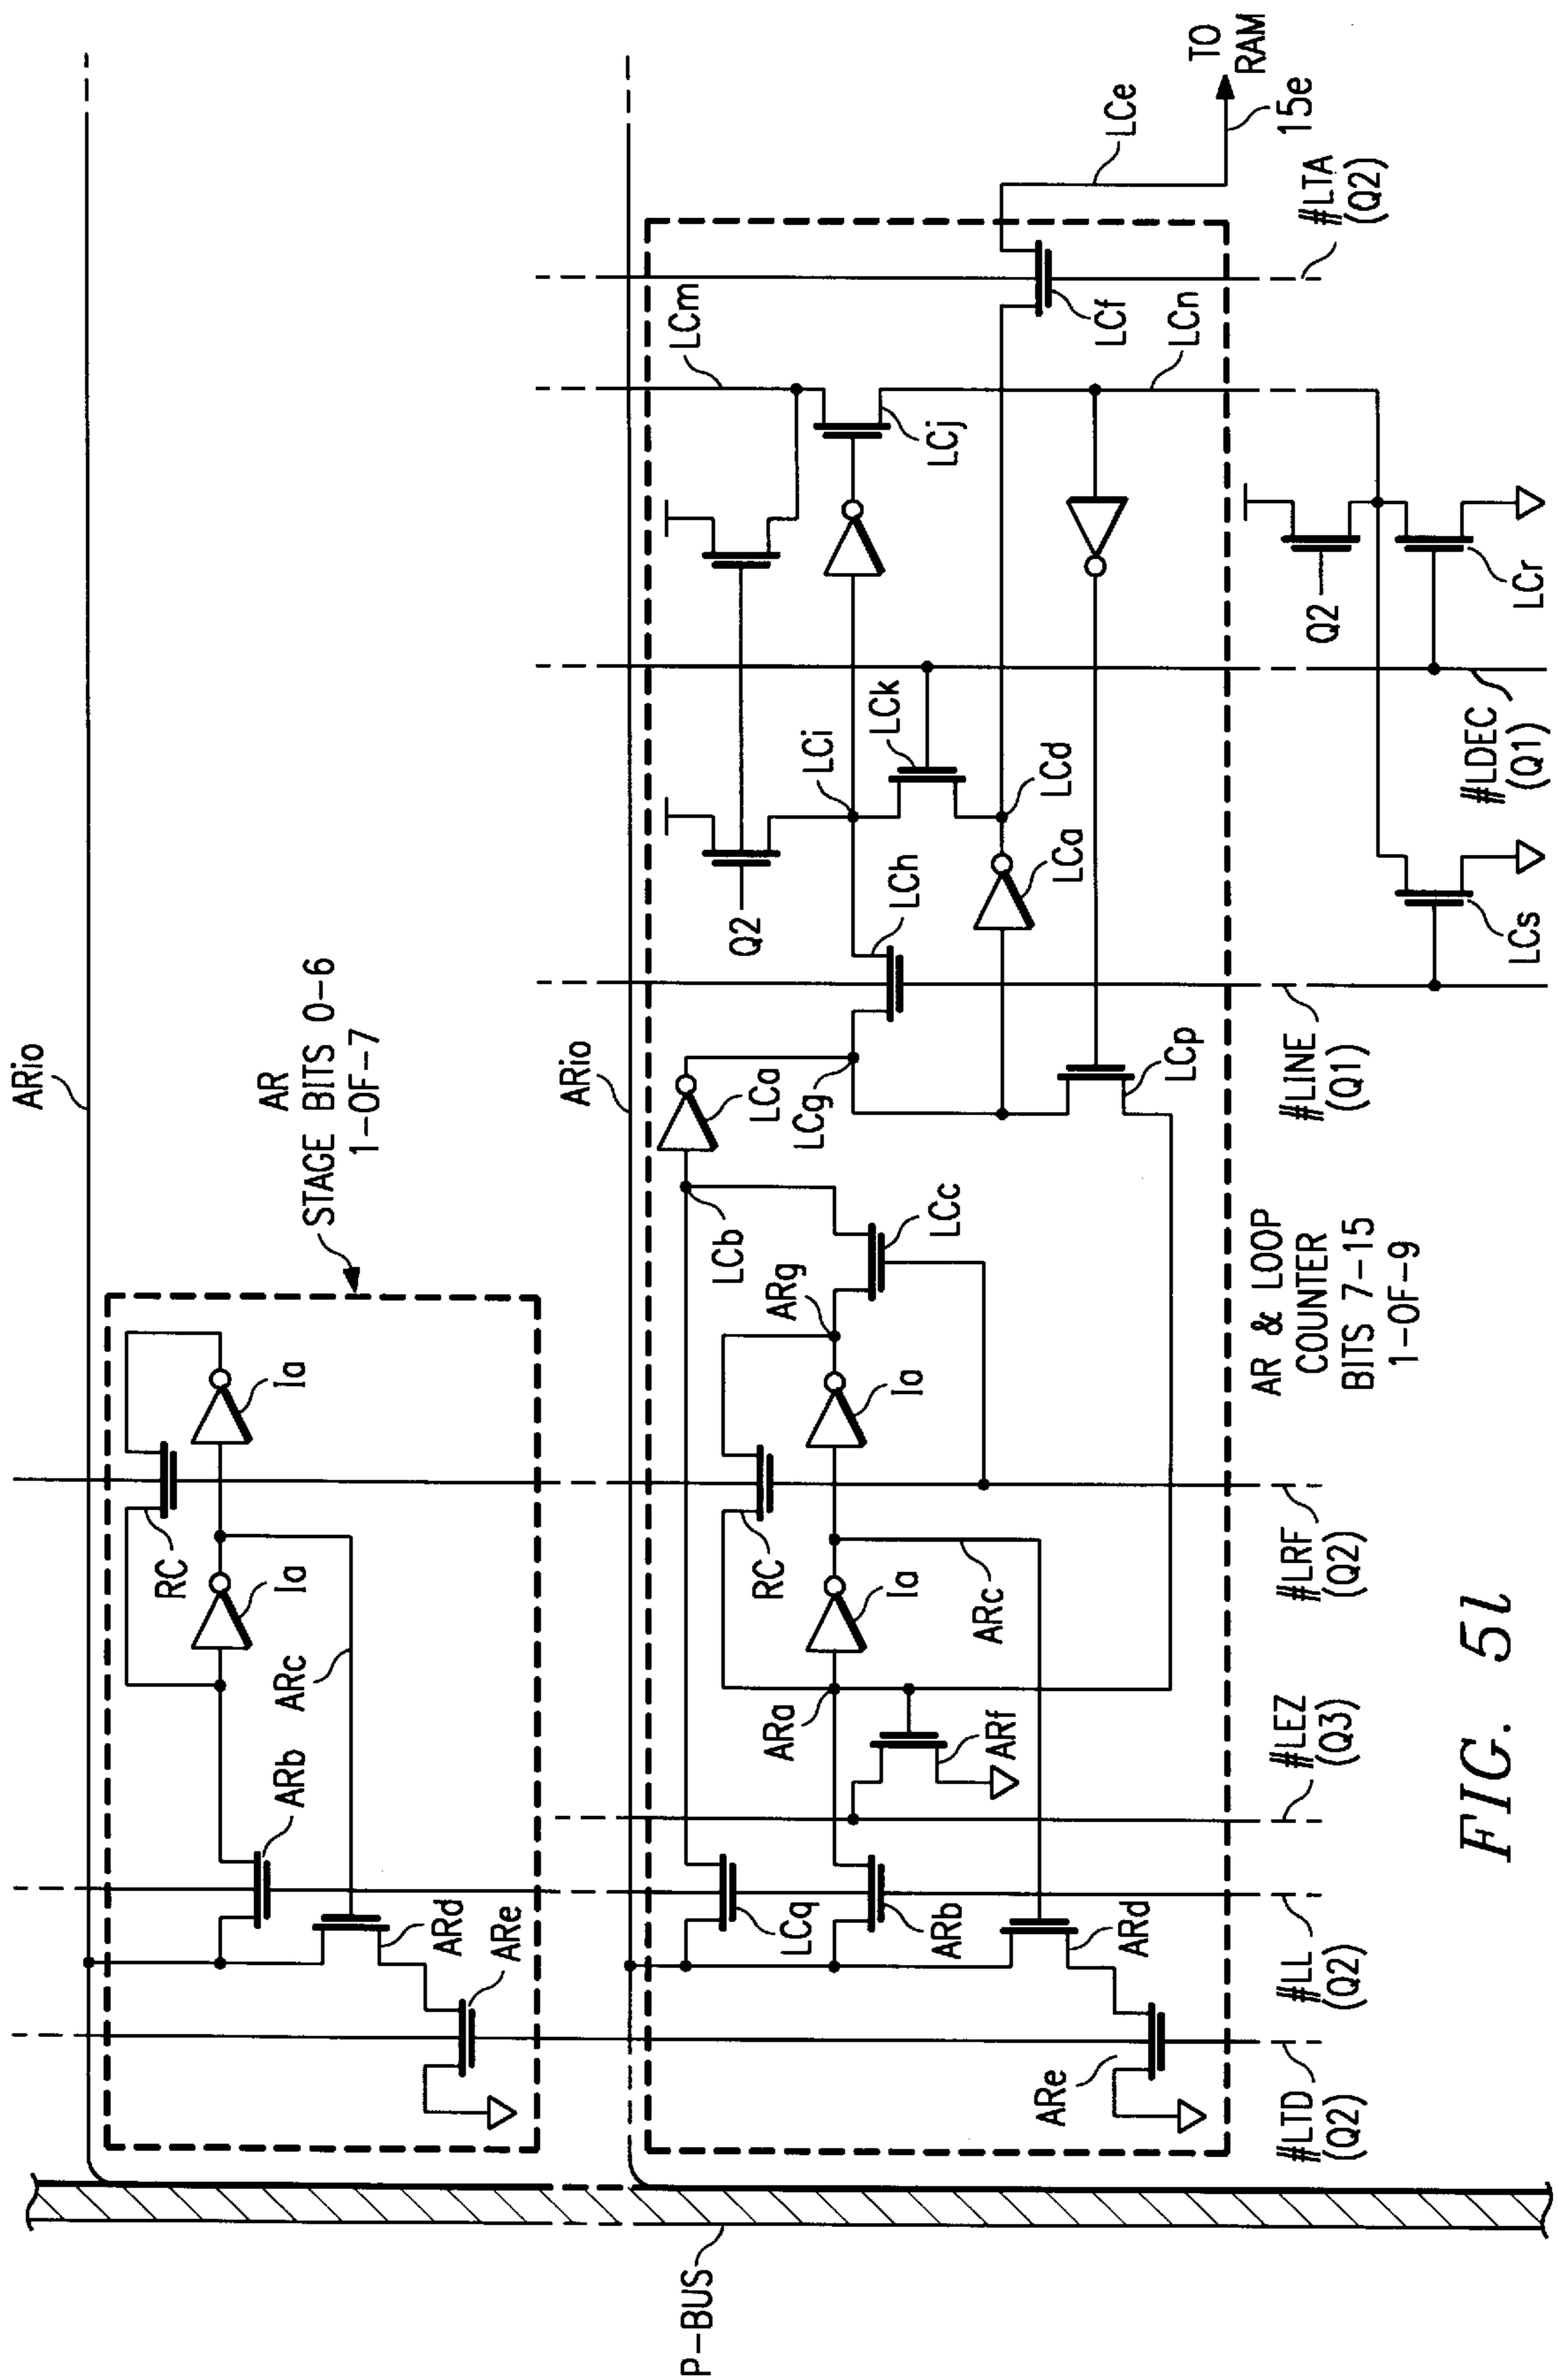 ARio
AR
STAGE BITS 0-6
1-OF-7
RC
Ia
Ia
ARb
ARc
ARd
ARe
P-BUS
ARio
LCa
LCg
LCb
LCc
ARg
RC
Ia
Ia
ARc
ARa
ARf
LCq
ARb
ARd
ARe
Q2
LCh
LCi
LCk
LCd
LCa
LCp
LCm
LCj
LCn
LCf
LCe
15e
TO
RAM
#LTA
(Q2)
Q2
LCr
#LDEC
(Q1)
LCs
#LINE
(Q1)
AR & LOOP
COUNTER
BITS 7-15
1-OF-9
#LRF
(Q2)
#LEZ
(Q3)
#LL
(Q2)
#LTD
(Q2)
FIG. 5l